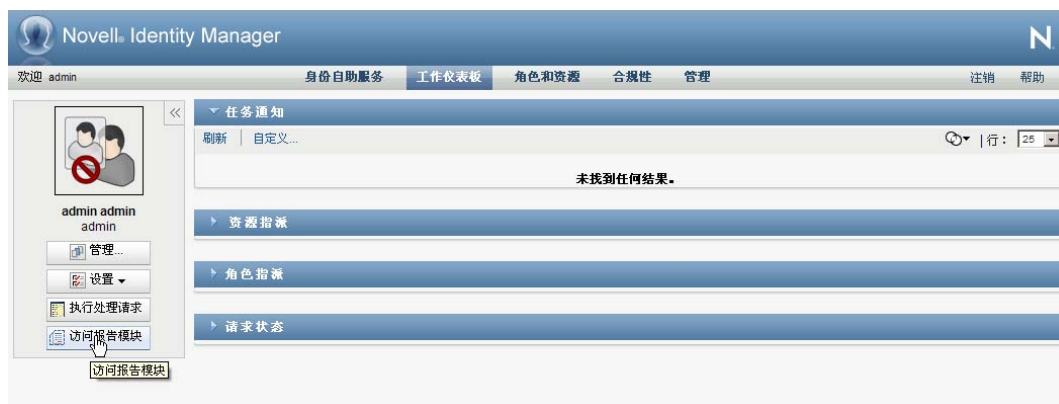 Novell® Identity Manager
N
欢迎 admin
身份自助服务 工作仪表板 角色和资源 合规性 管理 注销 帮助
任务通知
刷新 | 自定义...
| 行： 25
未找到任何结果。
admin admin
admin
资源指派
管理...
角色指派
设置
执行处理请求
请求状态
访问报告模块
访问报告模块